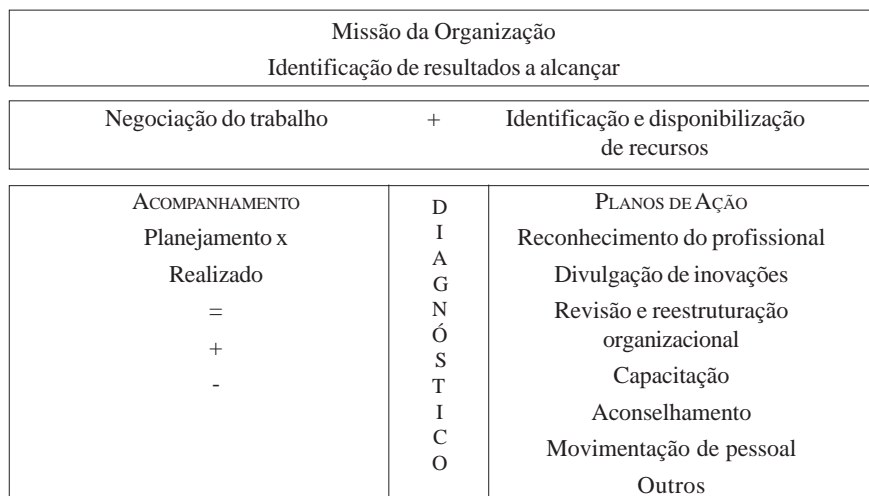 Missão da Organização
Identificação de resultados a alcançar
Negociação do trabalho + Identificação e disponibilização
de recursos
ACOMPANHAMENTO
Planejamento x
Realizado
=
+
-
D
I
A
G
N
Ó
S
T
I
C
O
PLANOS DE AÇÃO
Reconhecimento do profissional
Divulgação de inovações
Revisão e reestruturação
organizacional
Capacitação
Aconselhamento
Movimentação de pessoal
Outros